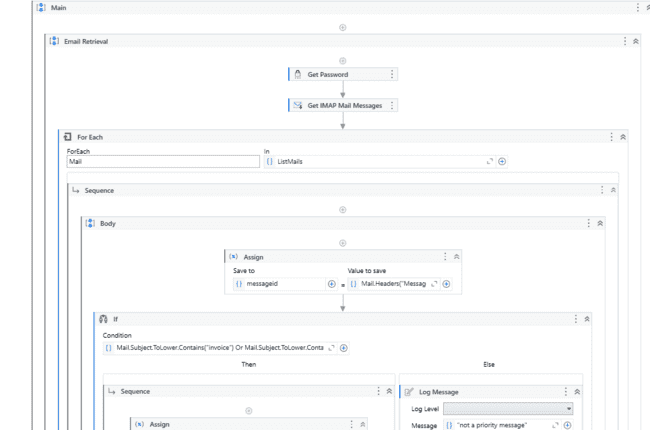 Main
Email Retrieval
Get Password
Get IMAP Mail Messages
For Each
ForEach
In
Mail
ListMails
Sequence
Body
Assign
Save to
Value to save
messageid
=
Mail.Headers("Messag
If
Condition
Mail.Subject.ToLower.Contains("invoice") Or Mail.Subject.ToLower.Conta
Then
Else
Sequence
Log Message
Log Level
Assign
Message
"not a priority message"